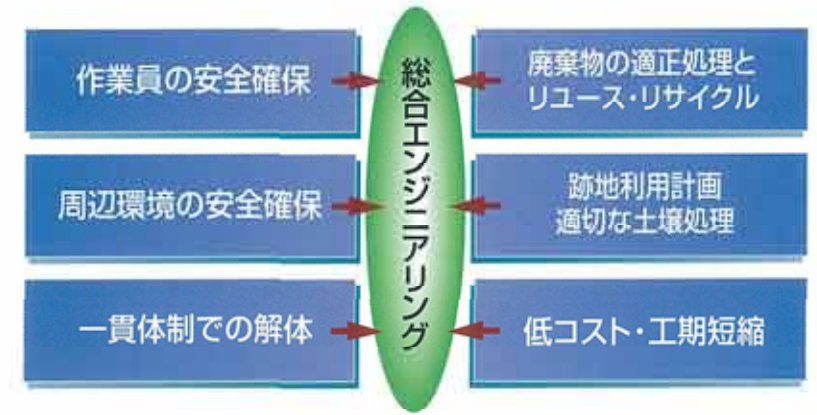 作業員の安全確保
周辺環境の安全確保
一貫体制での解体
総合エンジニアリング
廃棄物の適正処理と
リユース・リサイクル
跡地利用計画
適切な土壌処理
低コスト・工期短縮